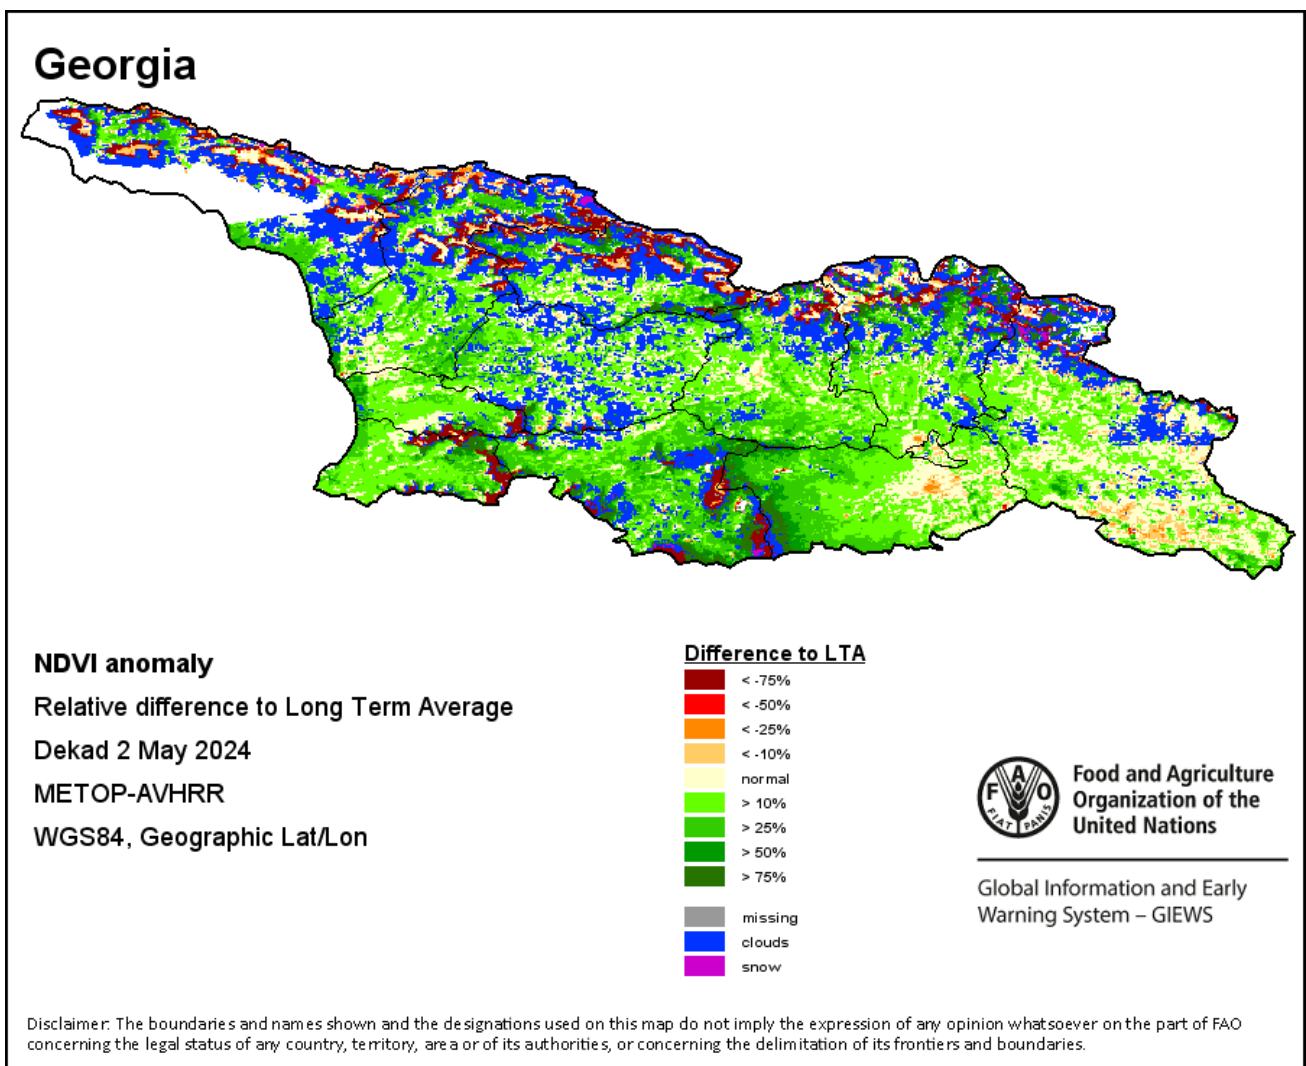 Georgia
NDVI anomaly
Relative difference to Long Term Average
Dekad 2 May 2024
METOP-AVHRR
WGS84, Geographic Lat/Lon
Difference to LTA
< -75%
< -50%
< -25%
< -10%
normal
> 10%
> 25%
> 50%
> 75%
missing
clouds
snow
F A O
FIAT PANIS
Food and Agriculture
Organization of the
United Nations
Global Information and Early
Warning System – GIEWS
Disclaimer: The boundaries and names shown and the designations used on this map do not imply the expression of any opinion whatsoever on the part of FAO
concerning the legal status of any country, territory, area or of its authorities, or concerning the delimitation of its frontiers and boundaries.